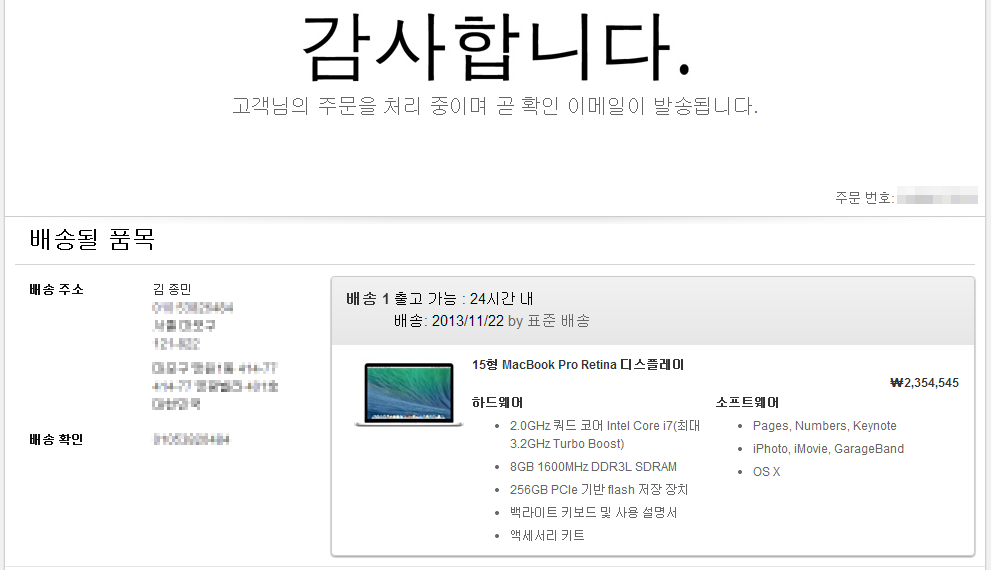 감사합니다.
고객님의 주문을 처리 중이며 곧 확인 이메일이 발송됩니다.
주문 번호:
배송될 품목
배송 주소
김 종민
배송 확인
배송 1 출고 가능 : 24시간 내
배송: 2013/11/22 by 표준 배송
15형 MacBook Pro Retina 디스플레이
₩2,354,545
하드웨어
2.0GHz 쿼드 코어 Intel Core i7(최대
3.2GHz Turbo Boost)
8GB 1600MHz DDR3L SDRAM
256GB PCIe 기반 flash 저장 장치
백라이트 키보드 및 사용 설명서
액세서리 키트
소프트웨어
Pages, Numbers, Keynote
iPhoto, iMovie, GarageBand
OS X